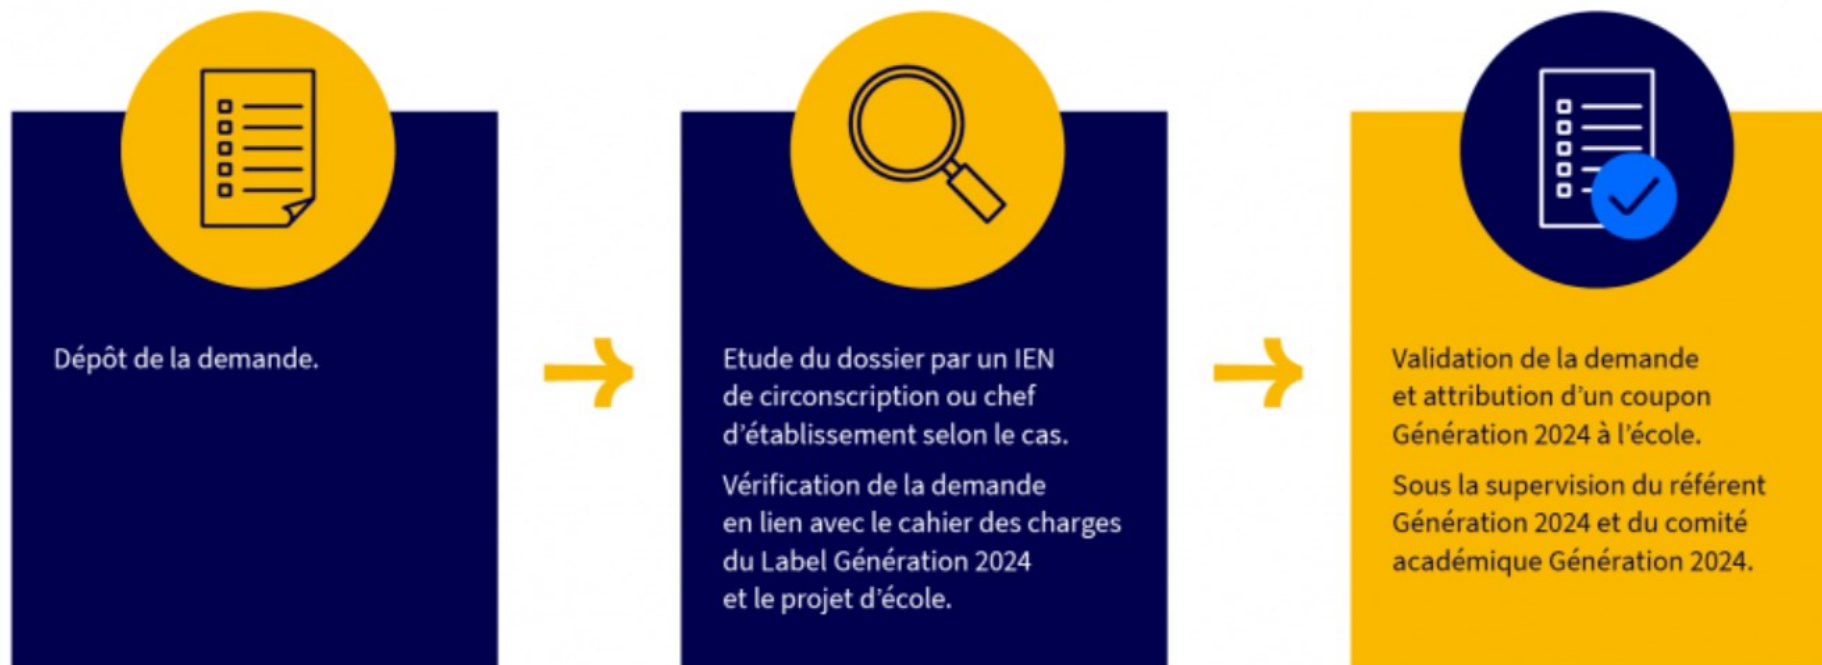 Dépôt de la demande.
Etude du dossier par un IEN
de circonscription ou chef
d'établissement selon le cas.
Vérification de la demande
en lien avec le cahier des charges
du Label Génération 2024
et le projet d'école.
Validation de la demande
et attribution d'un coupon
Génération 2024 à l'école.
Sous la supervision du référent
Génération 2024 et du comité
académique Génération 2024.